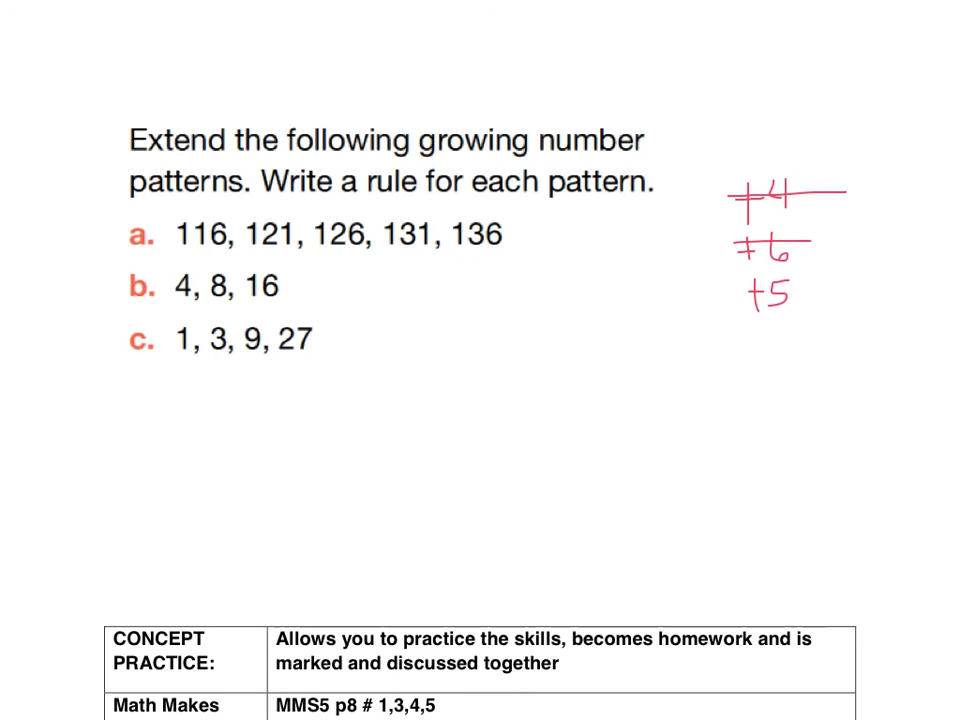 Extend the following growing number
patterns. Write a rule for each pattern.
a. 116, 121, 126, 131, 136
b. 4, 8, 16
c. 1, 3, 9, 27
+4
+6
+5
CONCEPT PRACTICE:
Allows you to practice the skills, becomes homework and is
marked and discussed together
Math Makes
MMS5 p8 # 1,3,4,5